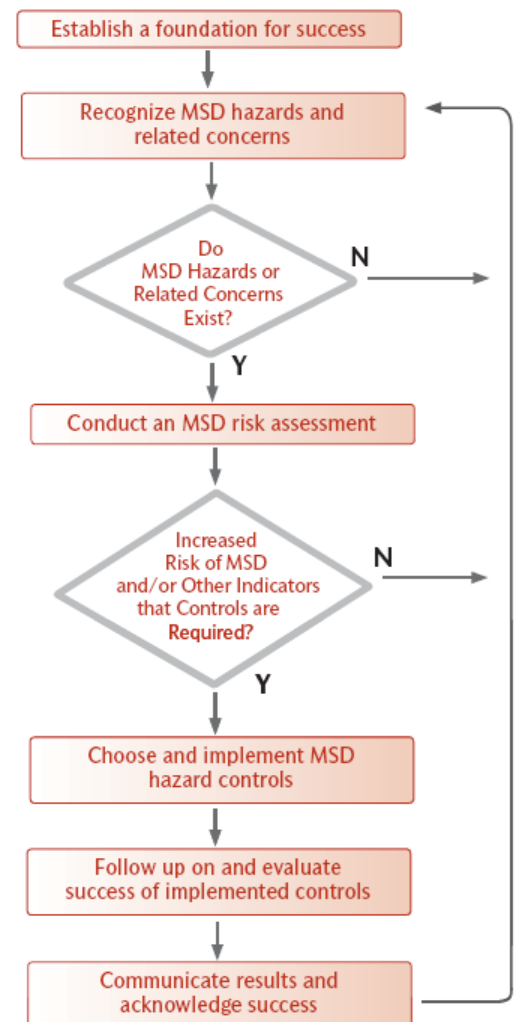 Establish a foundation for success
Recognize MSD hazards and
related concerns
Do
MSD Hazards or
Related Concerns
Exist?
N
Y
Conduct an MSD risk assessment
Increased
Risk of MSD
and/or Other Indicators
that Controls are
Required?
N
Y
Choose and implement MSD
hazard controls
Follow up on and evaluate
success of implemented controls
Communicate results and
acknowledge success